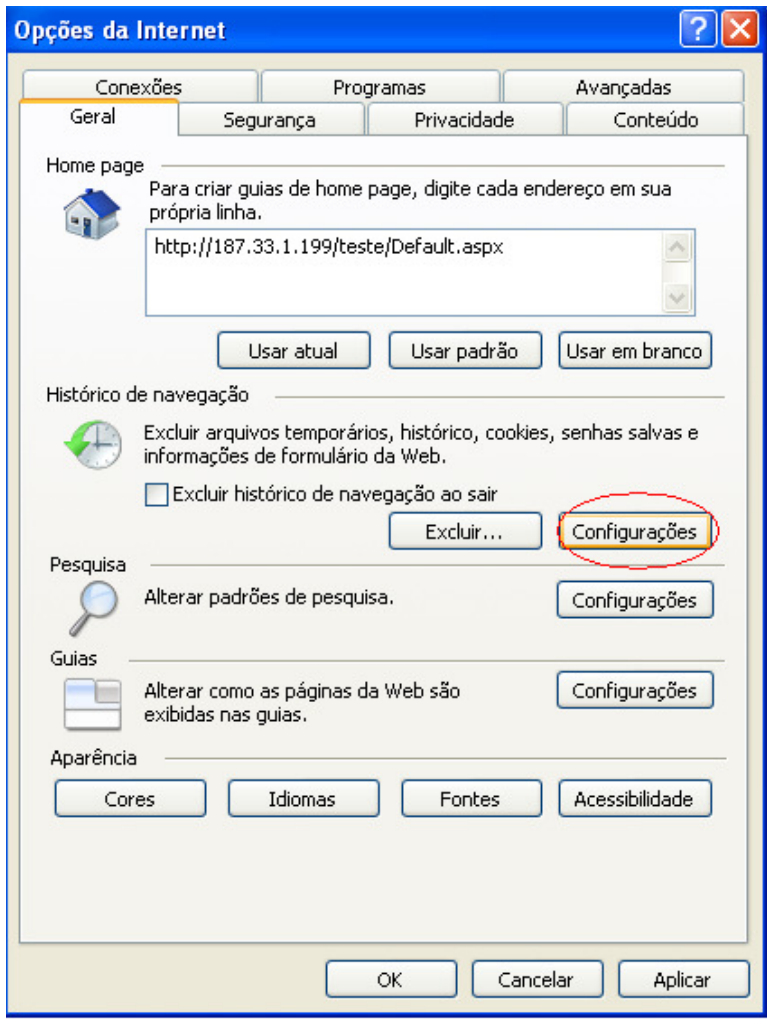 Opções da Internet
Conexões
Programas
Avançadas
Geral
Segurança
Privacidade
Conteúdo
Home page
Para criar guias de home page, digite cada endereço em sua
própria linha.
http://187.33.1.199/teste/Default.aspx
Usar atual
Usar padrão
Usar em branco
Histórico de navegação
Excluir arquivos temporários, histórico, cookies, senhas salvas e
informações de formulário da Web.
Excluir histórico de navegação ao sair
Excluir...
Configurações
Pesquisa
Alterar padrões de pesquisa.
Configurações
Guias
Alterar como as páginas da Web são
exibidas nas guias.
Configurações
Aparência
Cores
Idiomas
Fontes
Acessibilidade
OK
Cancelar
Aplicar